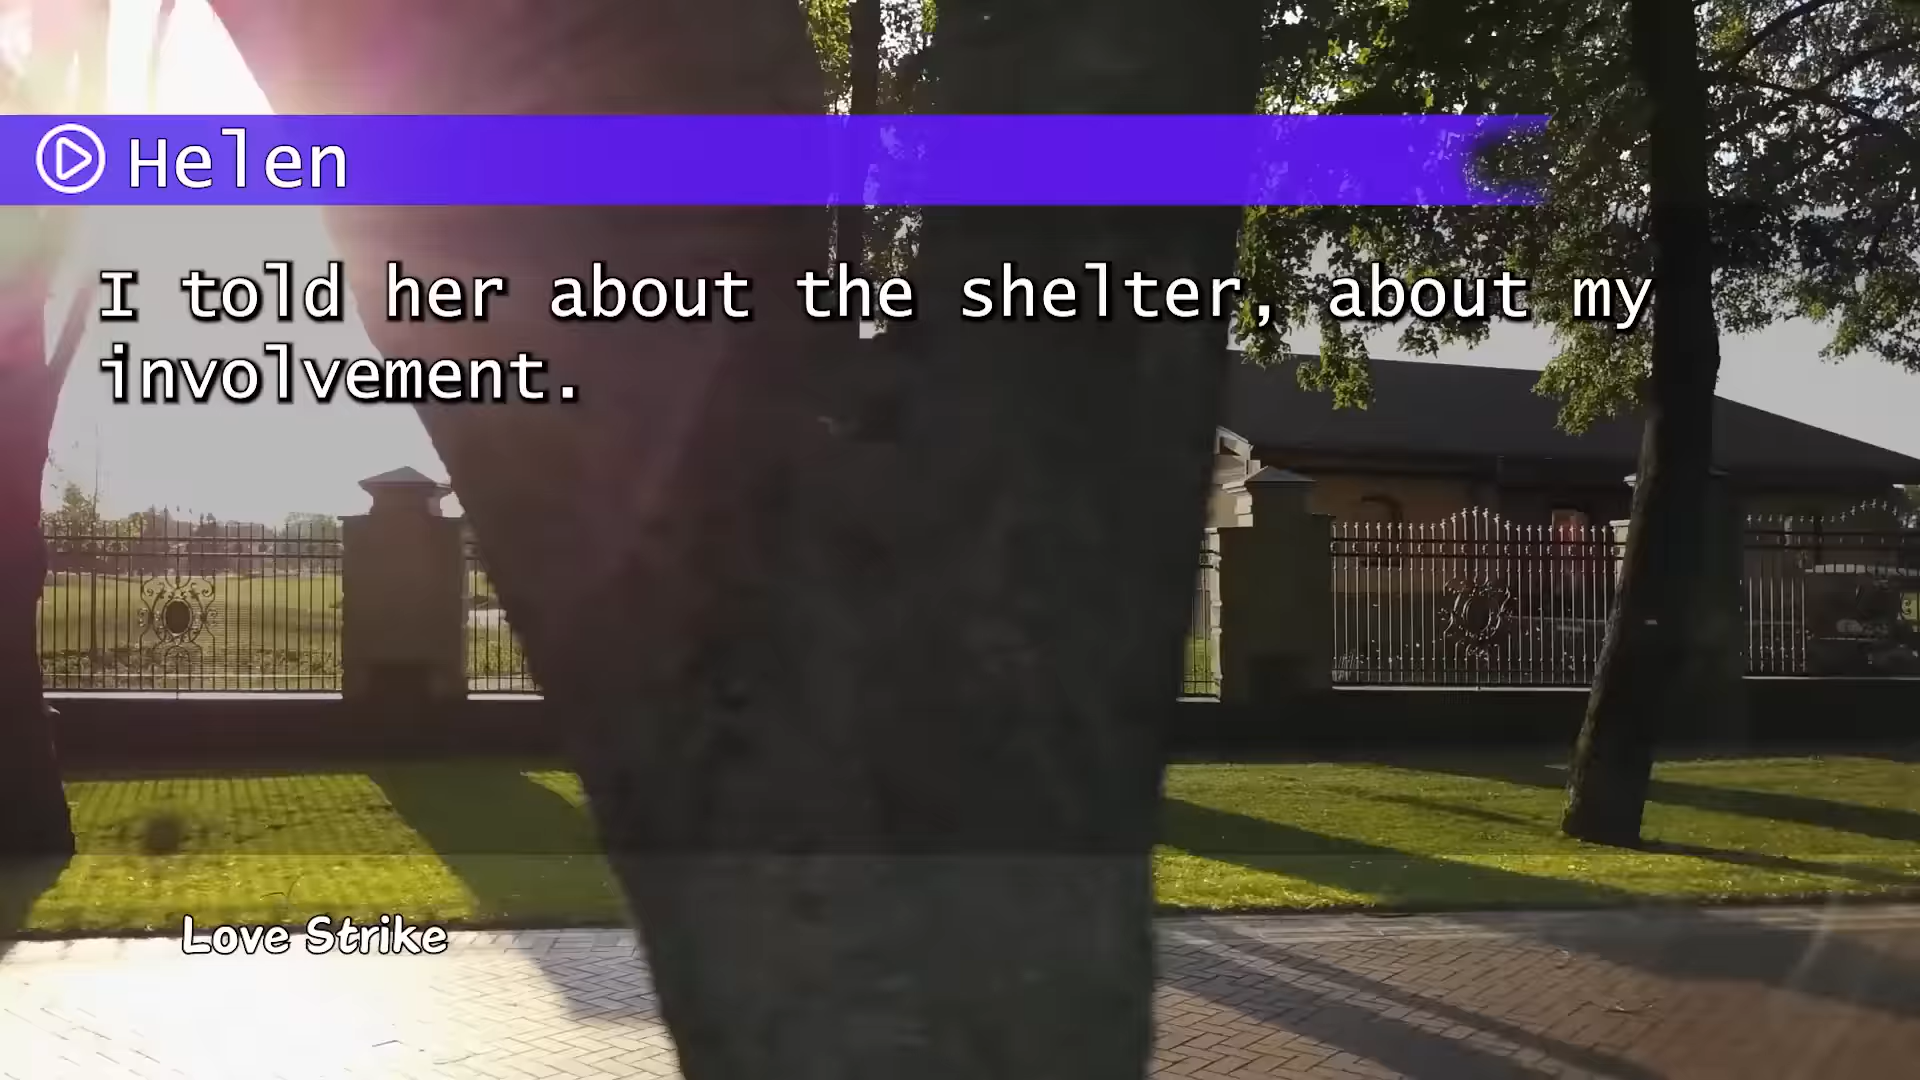 Helen
I told her about the shelter, about my
involvement.
Love Strike